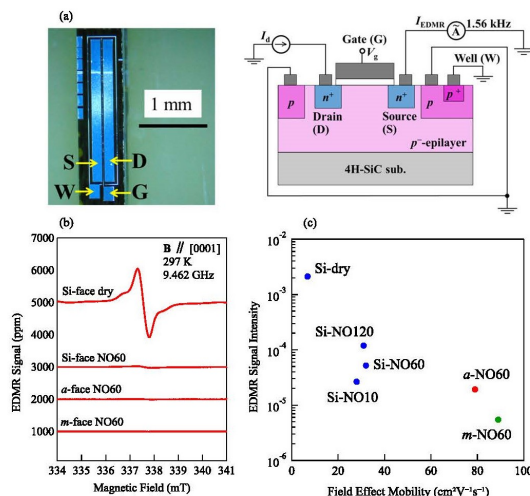 (a)
1 mm
S
D
W
G
I_d
Gate (G)
V_g
I_EDMR
Ã
1.56 kHz
Well (W)
p
n⁺
n⁺
p
p⁺
Drain
(D)
Source
(S)
p⁻-epilayer
4H-SiC sub.
(b)
7000
6000
5000
4000
3000
2000
1000
EDMR Signal (ppm)
B // [0001]
297 K
9.462 GHz
Si-face dry
Si-face NO60
a-face NO60
m-face NO60
334 335 336 337 338 339 340 341
Magnetic Field (mT)
(c)
10⁻²
10⁻³
10⁻⁴
10⁻⁵
10⁻⁶
EDMR Signal Intensity
Si-dry
Si-NO120
Si-NO60
Si-NO10
a-NO60
m-NO60
0 20 40 60 80 100
Field Effect Mobility (cm²V⁻¹s⁻¹)